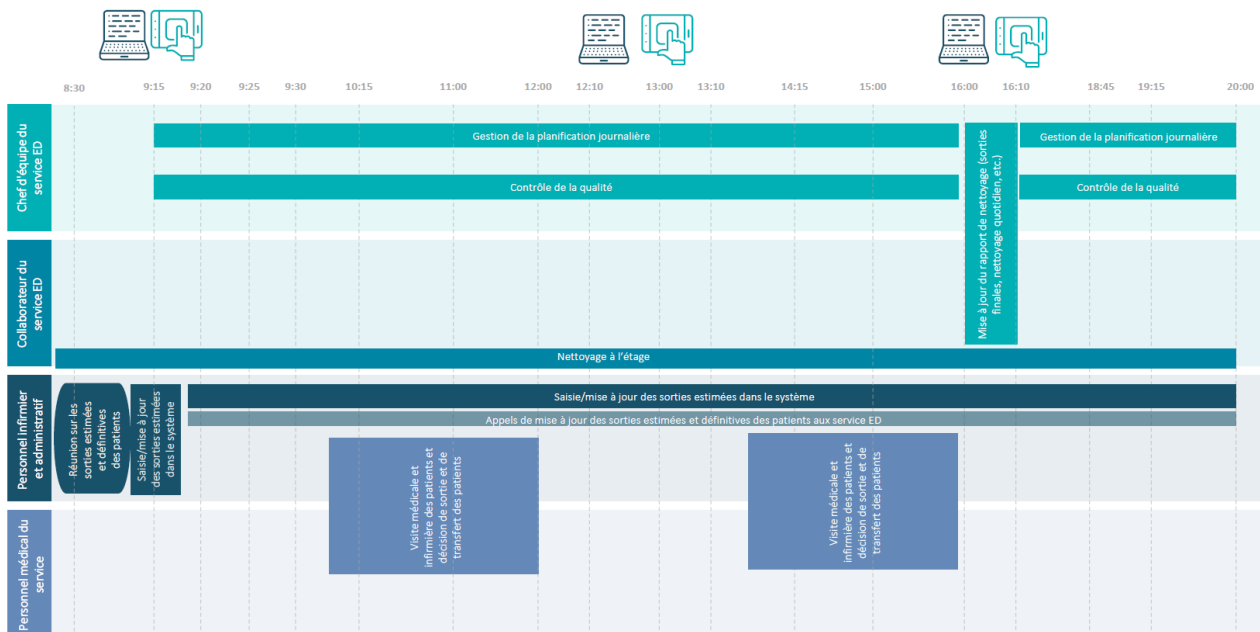 8:30 9:15 9:20 9:25 9:30 10:15 11:00 12:00 12:10 13:00 13:10 14:15 15:00 16:00 16:10 18:45 19:15 20:00
Chef d'équipe du
service ED
Gestion de la planification journalière
Contrôle de la qualité
Mise à jour du rapport de nettoyage (sorties
finales, nettoyage quotidien, etc.)
Gestion de la planification journalière
Contrôle de la qualité
Collaborateur du
service ED
Nettoyage à l'étage
Personnel infirmier
et administratif
Réunion sur les
sorties estimées
et définitives
des patients
Saisie/mise à jour
des sorties estimées
dans le système
Saisie/mise à jour des sorties estimées dans le système
Appels de mise à jour des sorties estimées et définitives des patients aux service ED
Visite médicale et
infirmière des patients et
décision de sortie et de
transfert des patients
Visite médicale et
infirmière des patients et
décision de sortie et de
transfert des patients
Personnel médical du
service